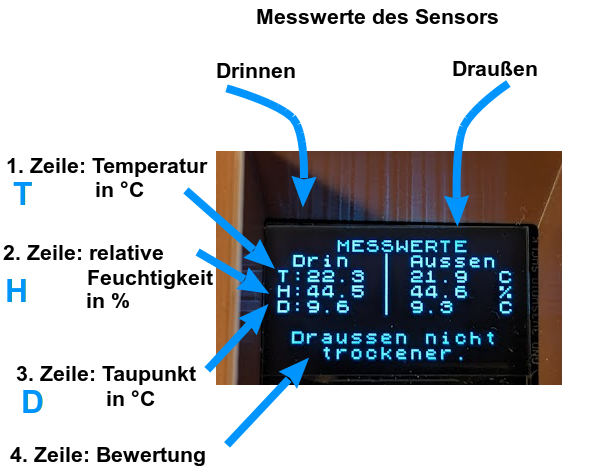 Messwerte des Sensors
Drinnen
Draußen
1. Zeile: Temperatur
T
in °C
2. Zeile: relative
H
Feuchtigkeit
in %
3. Zeile: Taupunkt
D
in °C
4. Zeile: Bewertung
MESSWERTE
Drin Aussen
T:22.3 21.9 C
H:44.5 44.6 %
D:9.6 9.3 C
Draussen nicht
trockener.